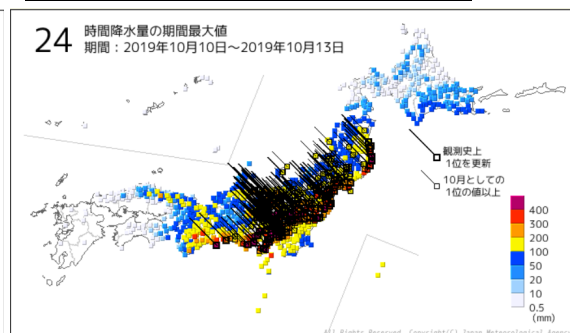 24 時間降水量の期間最大値
期間：2019年10月10日～2019年10月13日
観測史上
1位を更新
10月としての
1位の値以上
400
300
200
100
50
20
10
0.5
(mm)
All Rights Reserved. Copyright(C) Japan Meteorological Agency